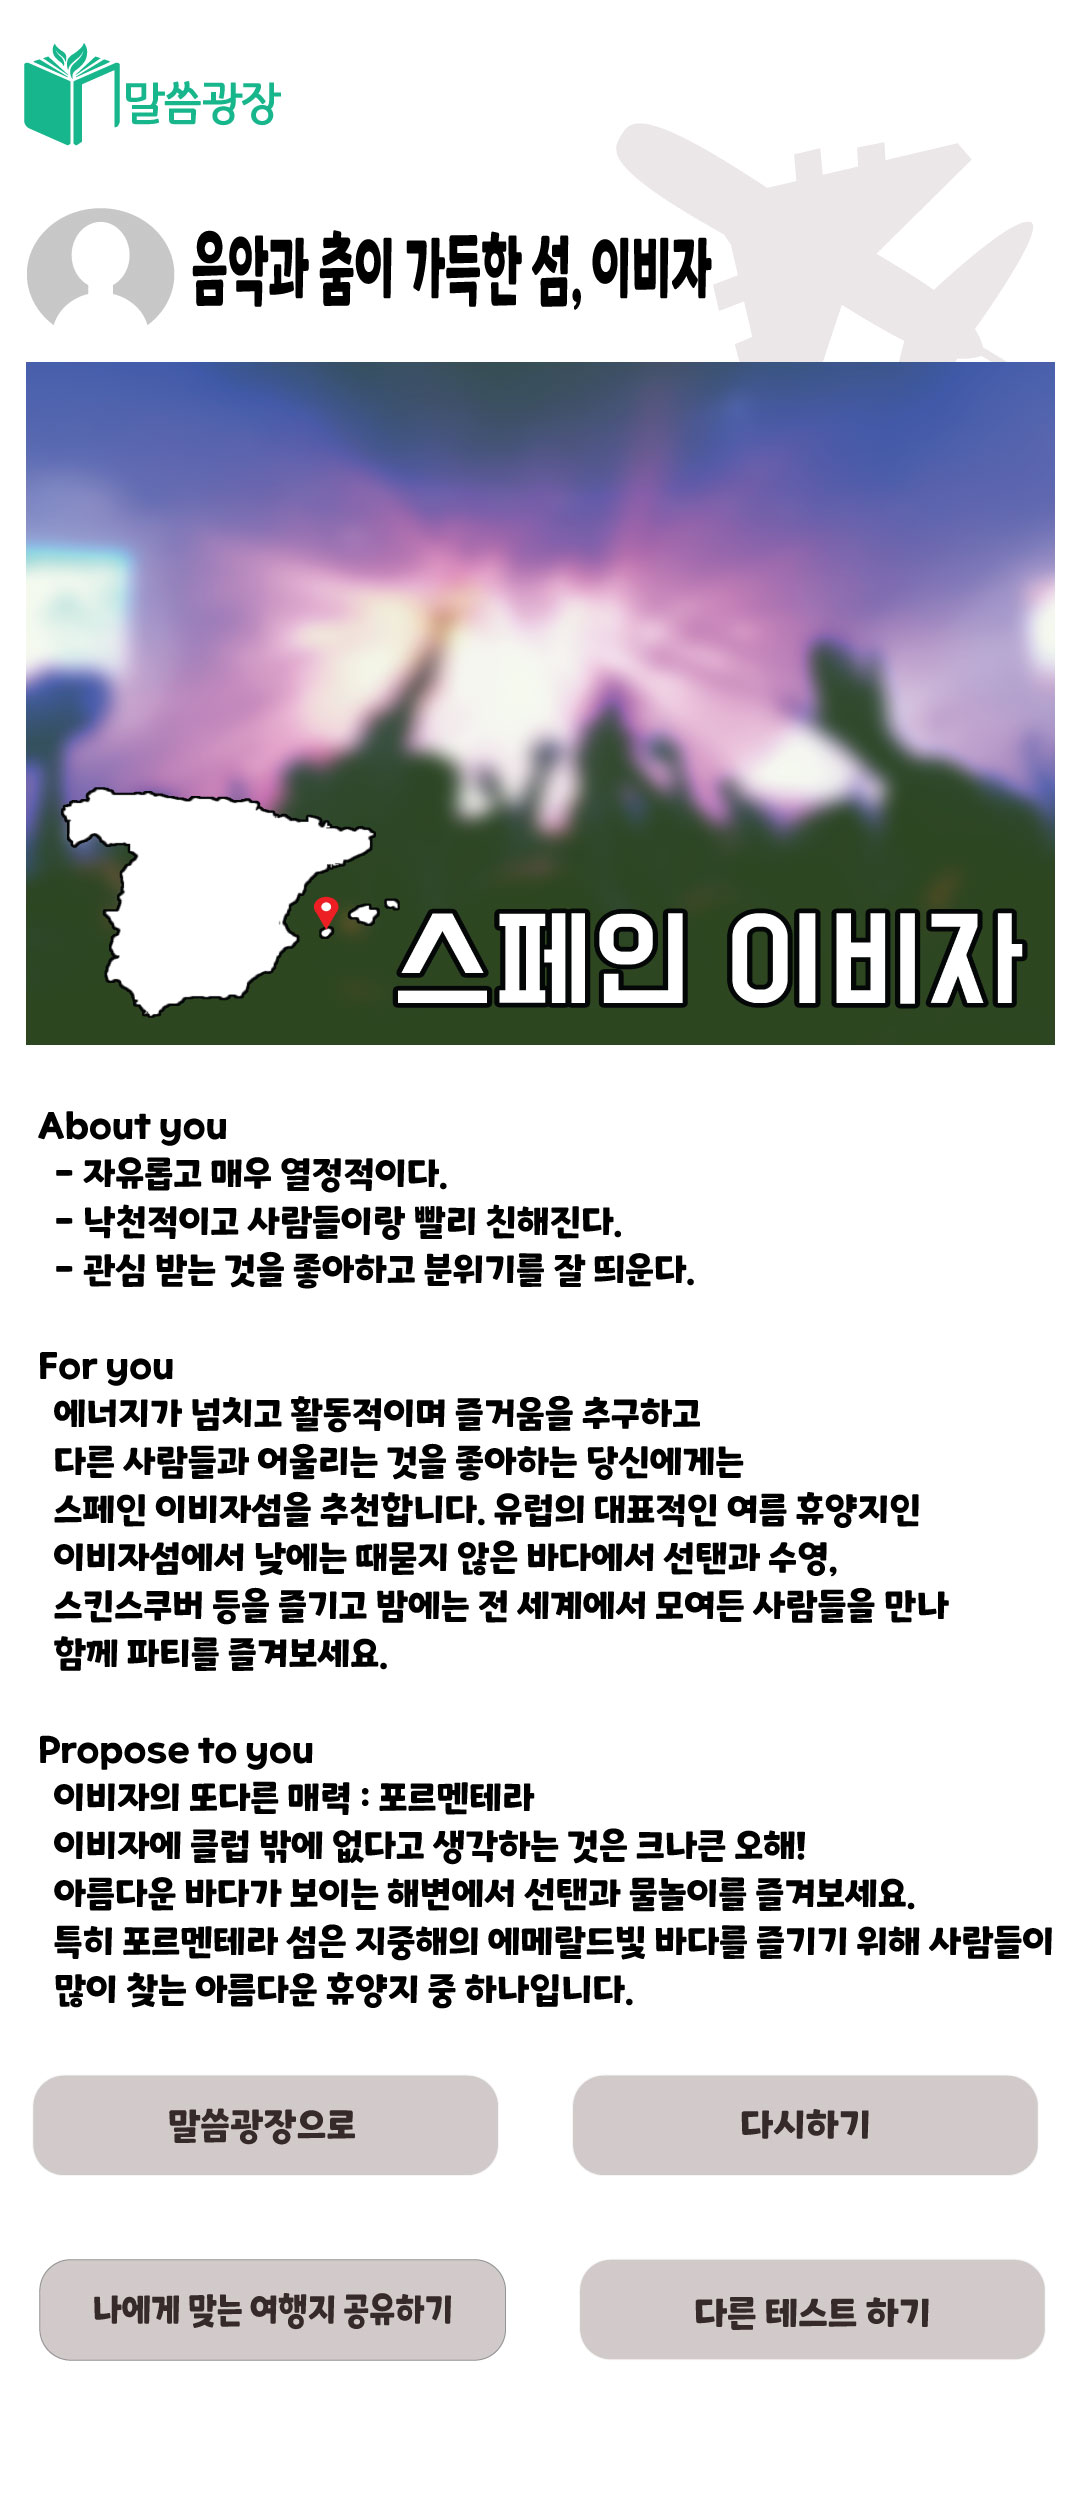 말씀광장
음악과 춤이 가득한 섬, 이비자
스페인 이비자
About you
- 자유롭고 매우 열정적이다.
- 낙천적이고 사람들이랑 빨리 친해진다.
- 관심 받는 것을 좋아하고 분위기를 잘 띄운다.
For you
에너지가 넘치고 활동적이며 즐거움을 추구하고
다른 사람들과 어울리는 것을 좋아하는 당신에게는
스페인 이비자섬을 추천합니다. 유럽의 대표적인 여름 휴양지인
이비자섬에서 낮에는 때묻지 않은 바다에서 선탠과 수영,
스킨스쿠버 등을 즐기고 밤에는 전 세계에서 모여든 사람들을 만나
함께 파티를 즐겨보세요.
Propose to you
이비자의 또다른 매력 : 포르멘테라
이비자에 클럽 밖에 없다고 생각하는 것은 크나큰 오해!
아름다운 바다가 보이는 해변에서 선탠과 물놀이를 즐겨보세요.
특히 포르멘테라 섬은 지중해의 에메랄드빛 바다를 즐기기 위해 사람들이
많이 찾는 아름다운 휴양지 중 하나입니다.
말씀광장으로
다시하기
나에게 맞는 여행지 공유하기
다른 테스트 하기